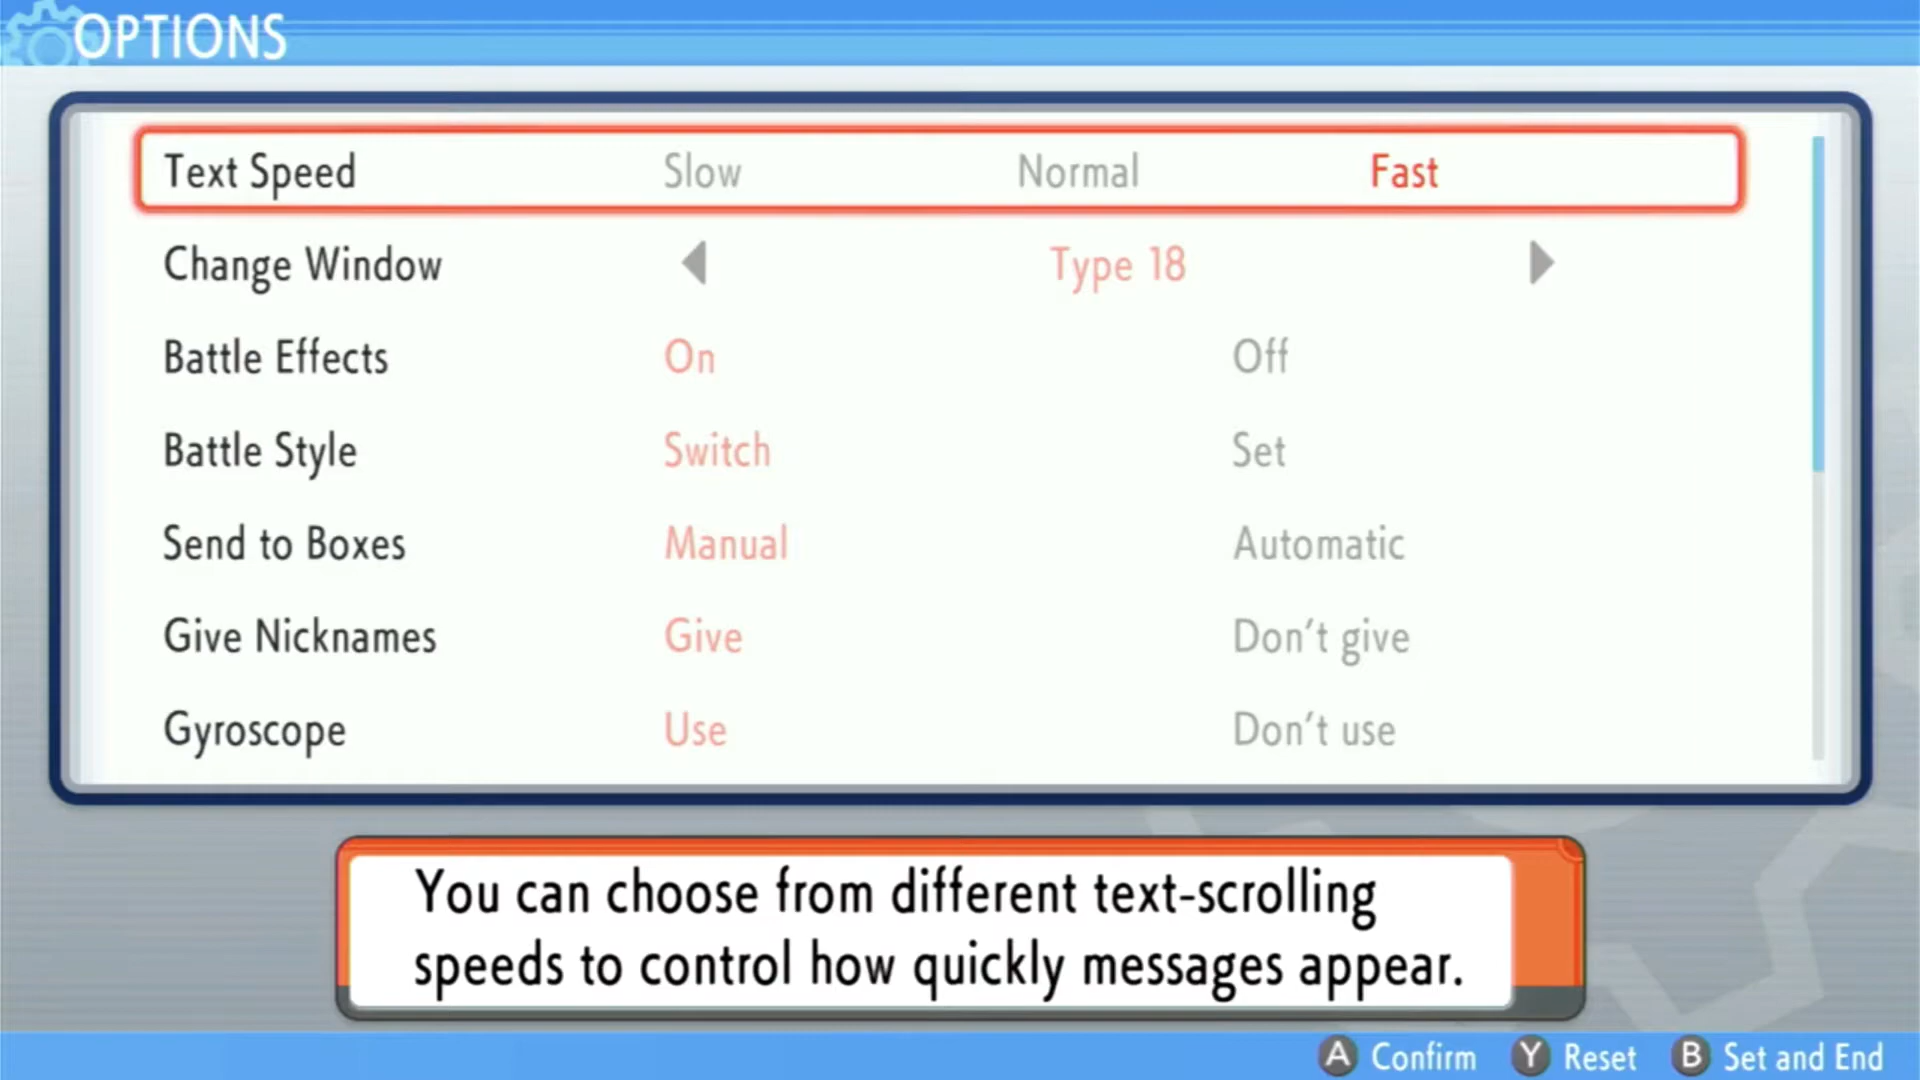 OPTIONS
Text Speed Slow Normal Fast
Change Window Type 18
Battle Effects On Off
Battle Style Switch Set
Send to Boxes Manual Automatic
Give Nicknames Give Don't give
Gyroscope Use Don't use
You can choose from different text-scrolling
speeds to control how quickly messages appear.
A Confirm Y Reset B Set and End